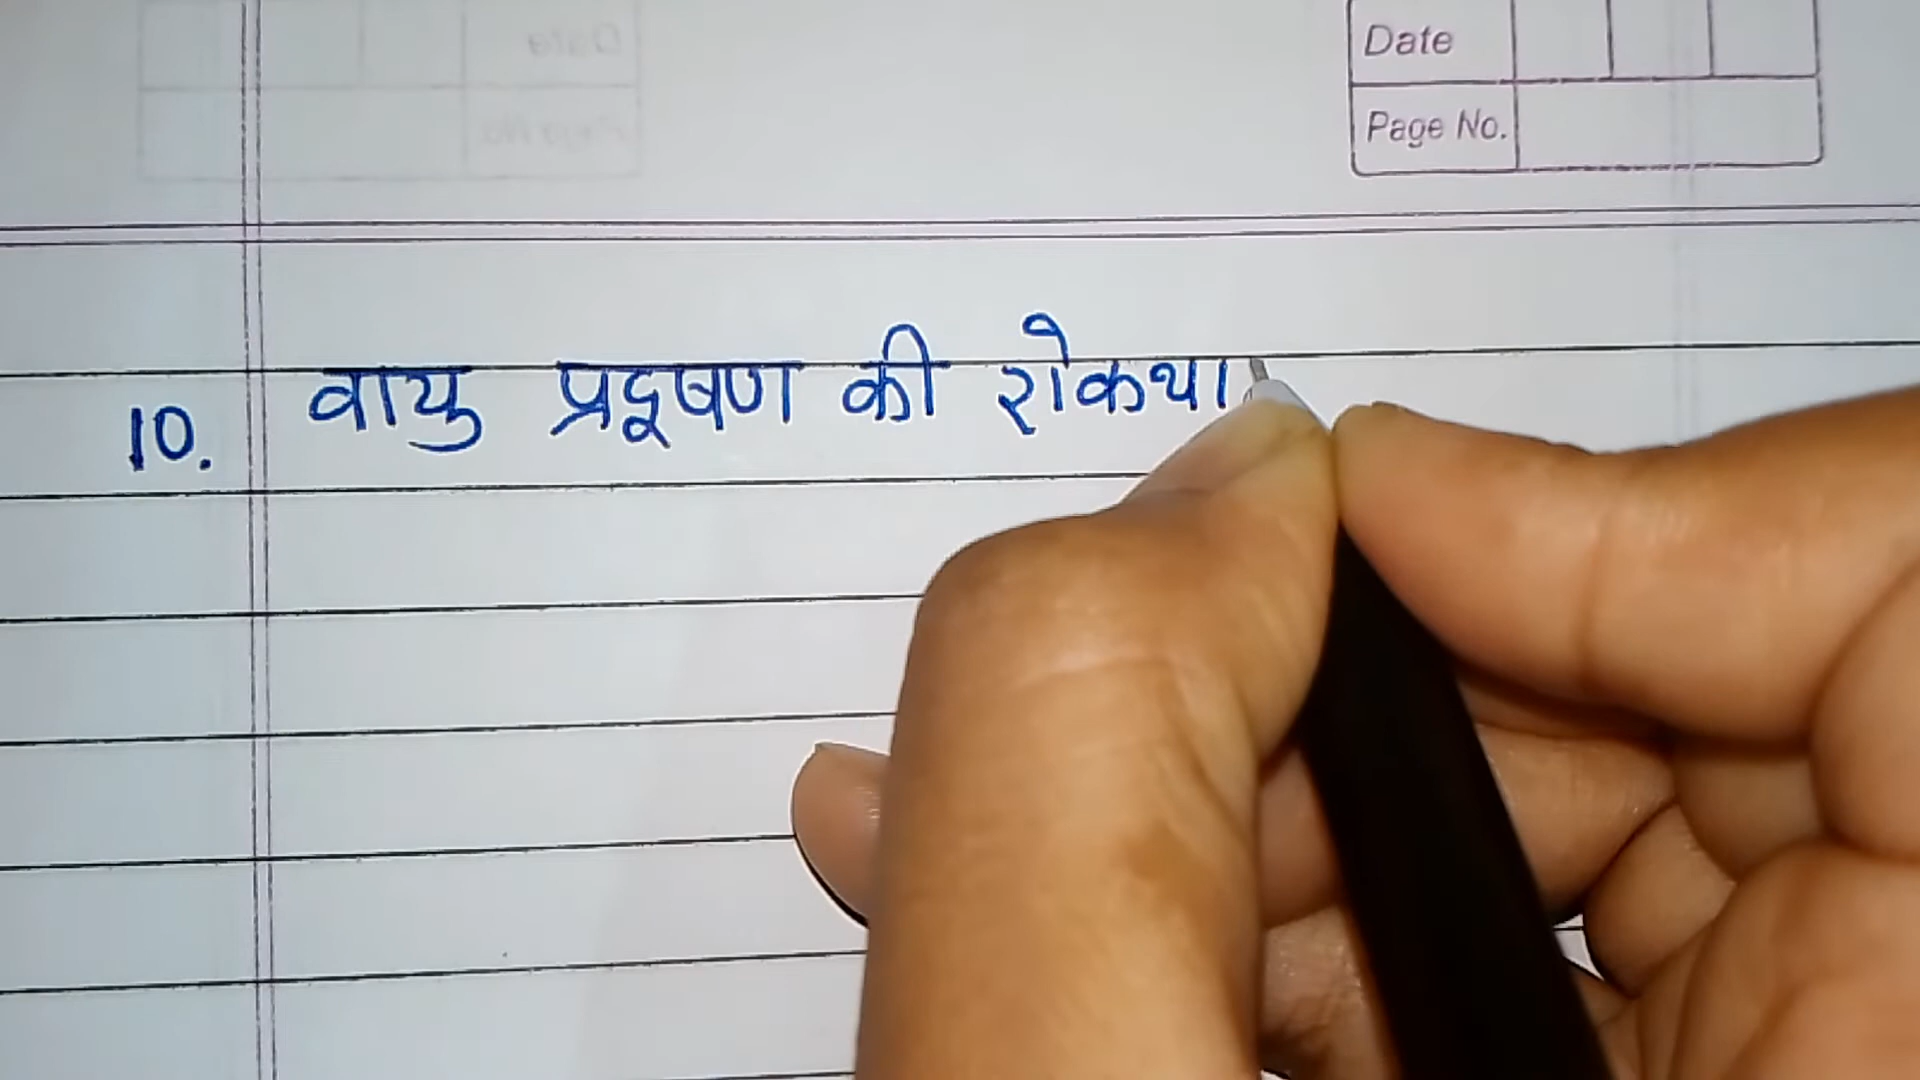 Date
Page No.
10. वायु प्रदूषण की रोकथा